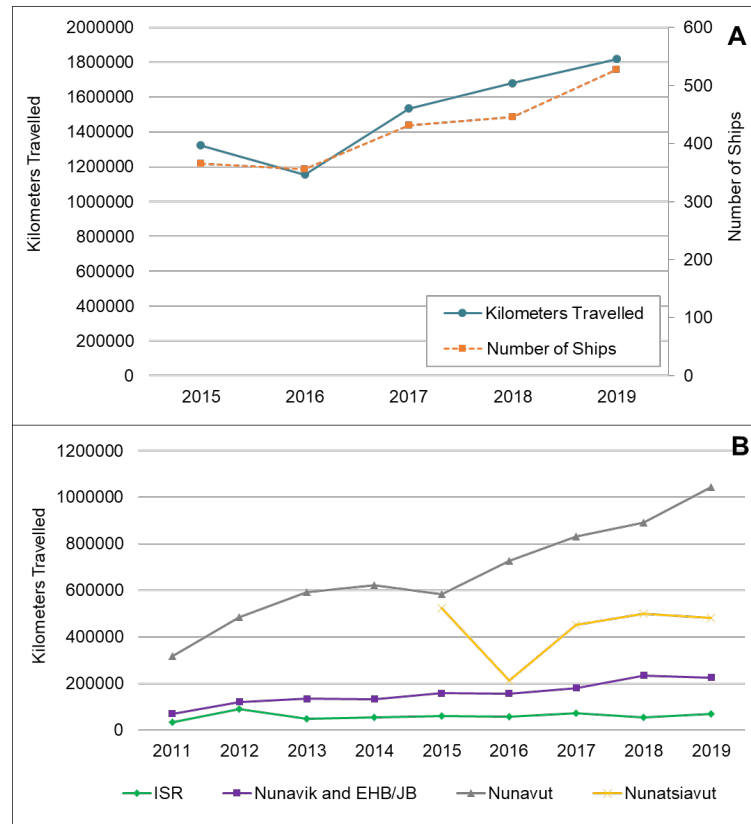 A
2000000 600
1800000
500
1600000
1400000
400
1200000
1000000 300
800000
200
600000
400000
100
200000
0 0
Kilometers Travelled
Number of Ships
Kilometers Travelled
Number of Ships
2015 2016 2017 2018 2019
B
1200000
1000000
800000
600000
400000
200000
0
Kilometers Travelled
2011 2012 2013 2014 2015 2016 2017 2018 2019
ISR Nunavik and EHB/JB Nunavut Nunatsiavut